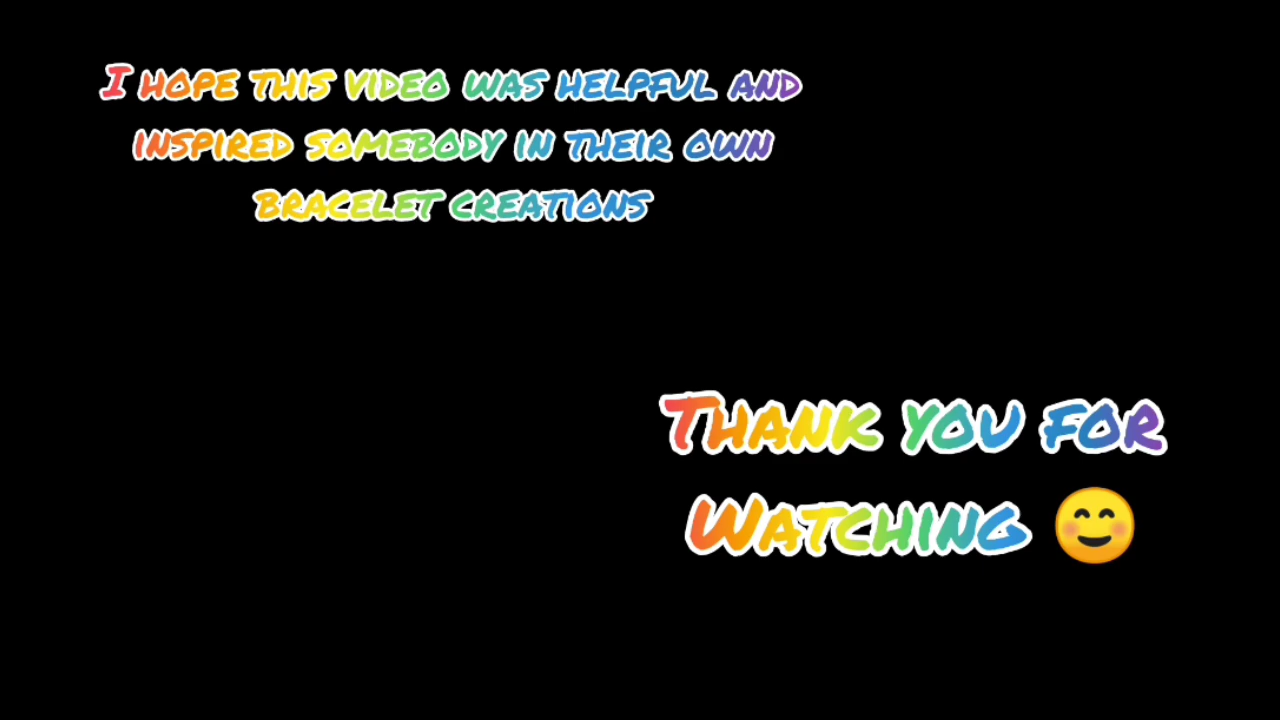 I hope this video was helpful and
inspired somebody in their own
bracelet creations
Thank you for
Watching 😊